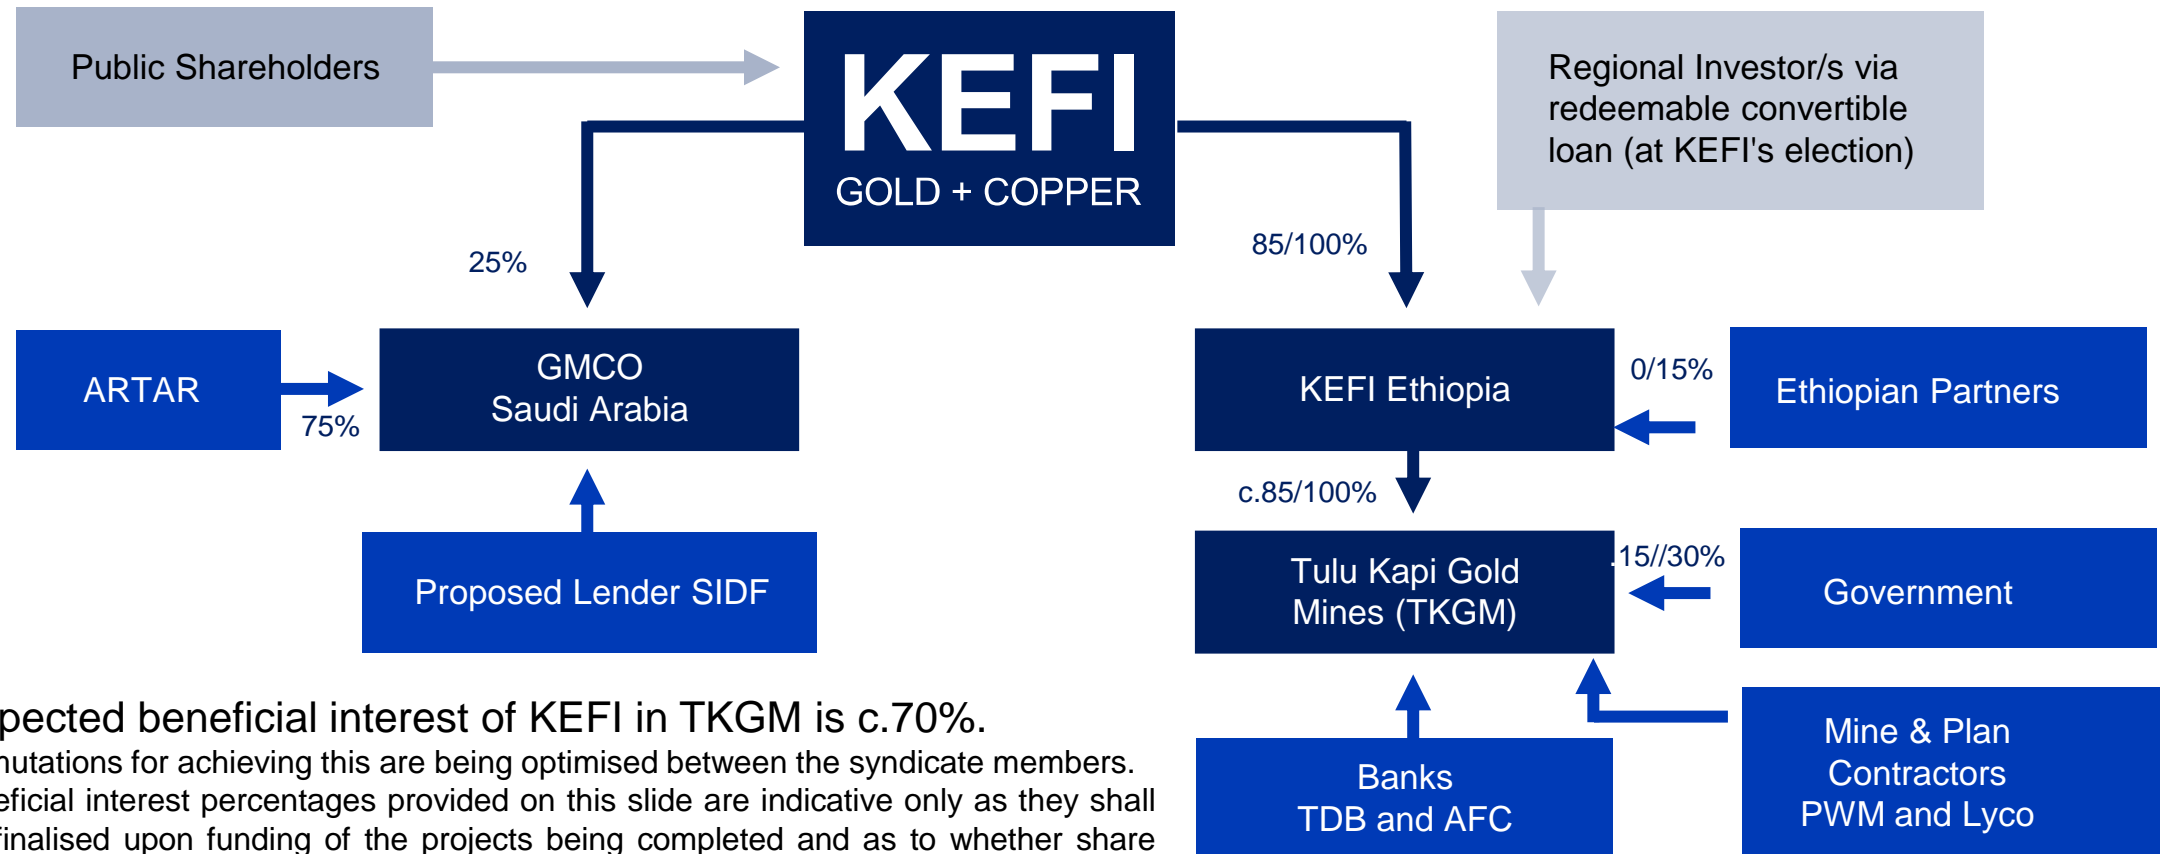 Public Shareholders
KEFI
GOLD + COPPER
Regional Investor/s via
redeemable convertible
loan (at KEFI's election)
25%
85/100%
ARTAR
75%
GMCO
Saudi Arabia
KEFI Ethiopia
0/15%
Ethiopian Partners
c.85/100%
Proposed Lender SIDF
Tulu Kapi Gold
Mines (TKGM)
.15//30%
Government
pected beneficial interest of KEFI in TKGM is c.70%.
nutations for achieving this are being optimised between the syndicate members.
eficial interest percentages provided on this slide are indicative only as they shall
finalised upon funding of the projects being completed and as to whether share
Banks
TDB and AFC
Mine & Plan
Contractors
PWM and Lyco